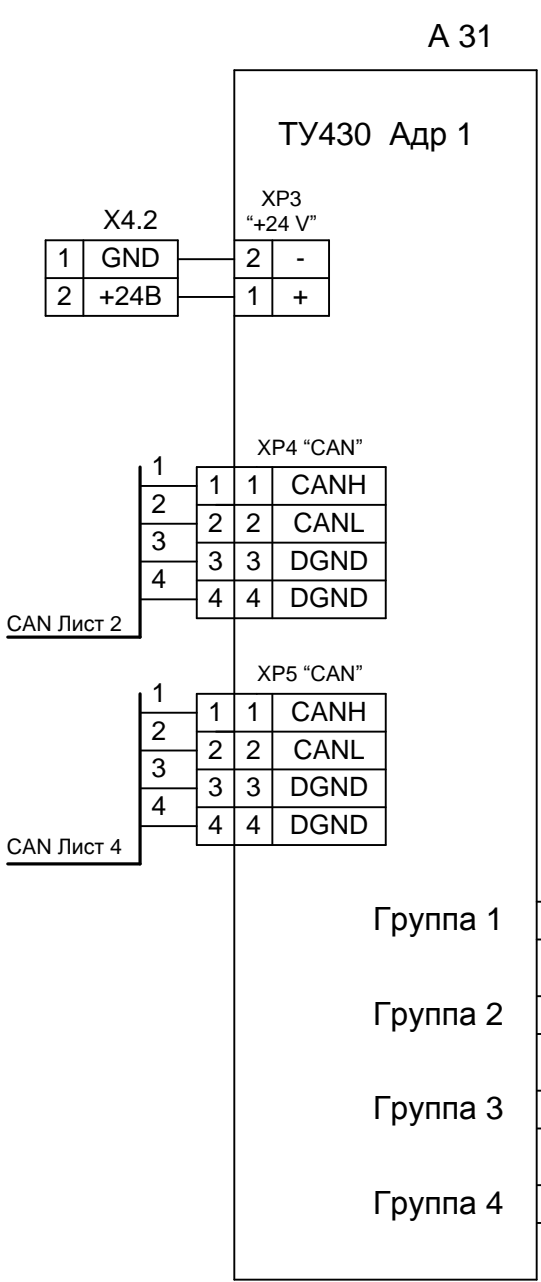 А 31
ТУ430 Адр 1
XP3
“+24 V”
X4.2
1 GND 2 -
2 +24В 1 +
XP4 “CAN”
1 1 1 CANH
2 2 2 CANL
3 3 3 DGND
4 4 4 DGND
CAN Лист 2
XP5 “CAN”
1 1 1 CANH
2 2 2 CANL
3 3 3 DGND
4 4 4 DGND
CAN Лист 4
Группа 1
Группа 2
Группа 3
Группа 4